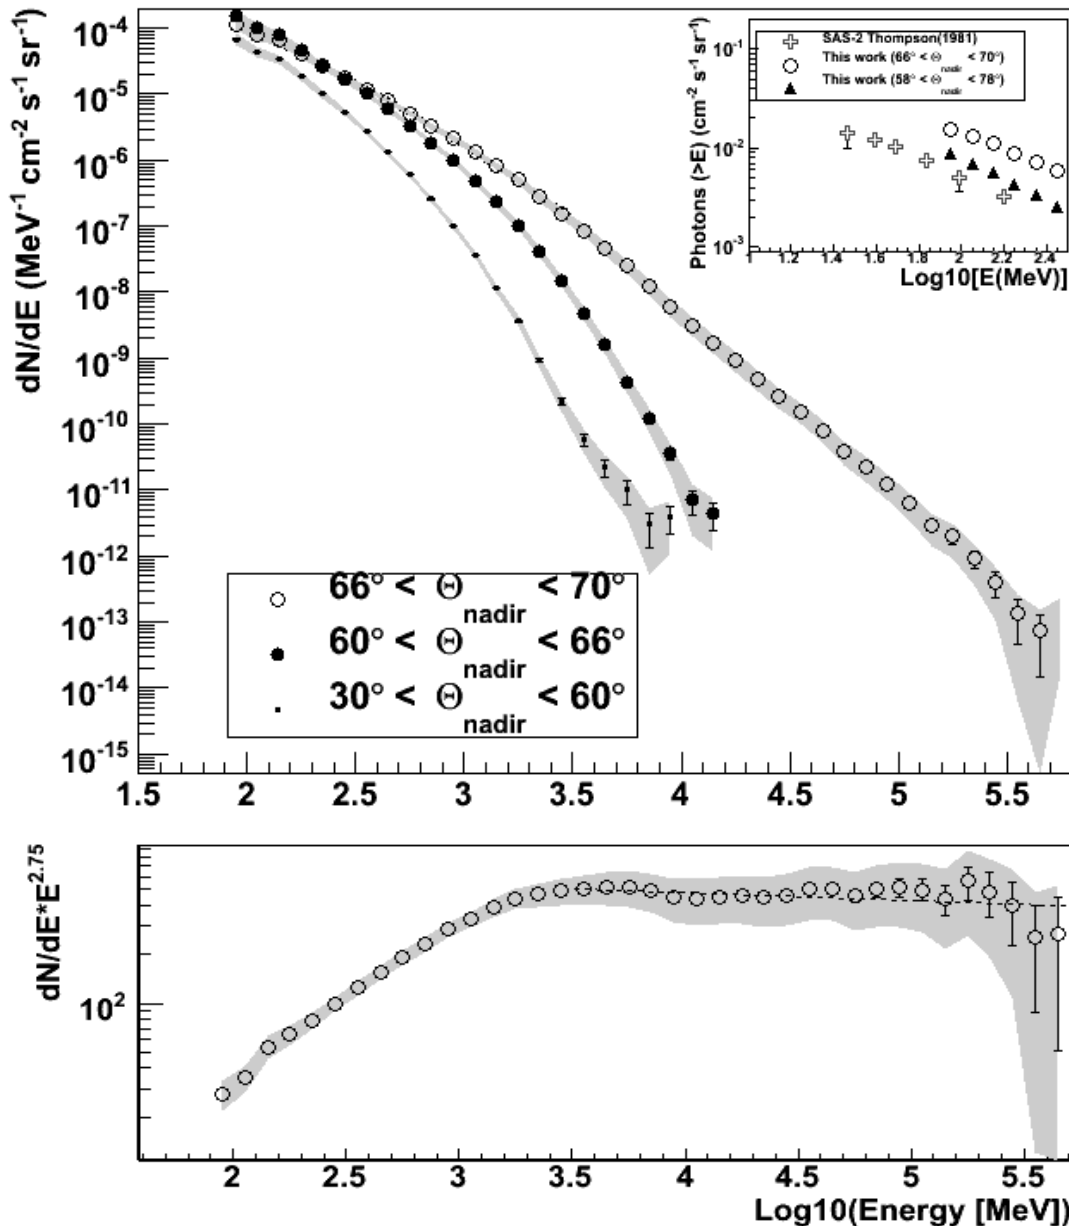 dN/dE (MeV⁻¹ cm⁻² s⁻¹ sr⁻¹)
10⁻⁴
10⁻⁵
10⁻⁶
10⁻⁷
10⁻⁸
10⁻⁹
10⁻¹⁰
10⁻¹¹
10⁻¹²
10⁻¹³
10⁻¹⁴
10⁻¹⁵
1.5 2 2.5 3 3.5 4 4.5 5 5.5
Photons (>E) (cm⁻² s⁻¹ sr⁻¹)
10⁻¹
10⁻²
10⁻³
SAS-2 Thompson(1981)
This work (66° < Θnadir < 70°)
This work (58° < Θnadir < 78°)
1 1.2 1.4 1.6 1.8 2 2.2 2.4
Log10[E(MeV)]
66° < Θnadir < 70°
60° < Θnadir < 66°
30° < Θnadir < 60°
dN/dE*E²·⁷⁵
10²
2 2.5 3 3.5 4 4.5 5 5.5
Log10(Energy [MeV])